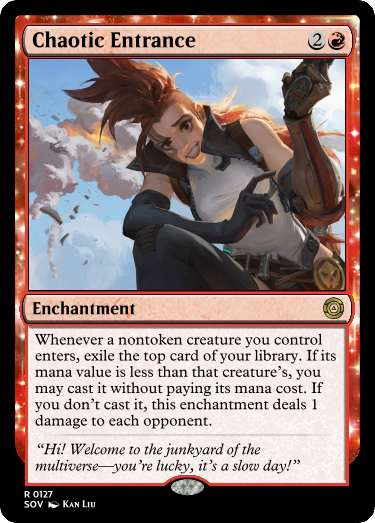 Chaotic Entrance 2
Enchantment
Whenever a nontoken creature you control
enters, exile the top card of your library. If its
mana value is less than that creature's, you
may cast it without paying its mana cost. If
you don't cast it, this enchantment deals 1
damage to each opponent.
“Hi! Welcome to the junkyard of the
multiverse—you're lucky, it's a slow day!”
R 0127
SOV KAN LIU